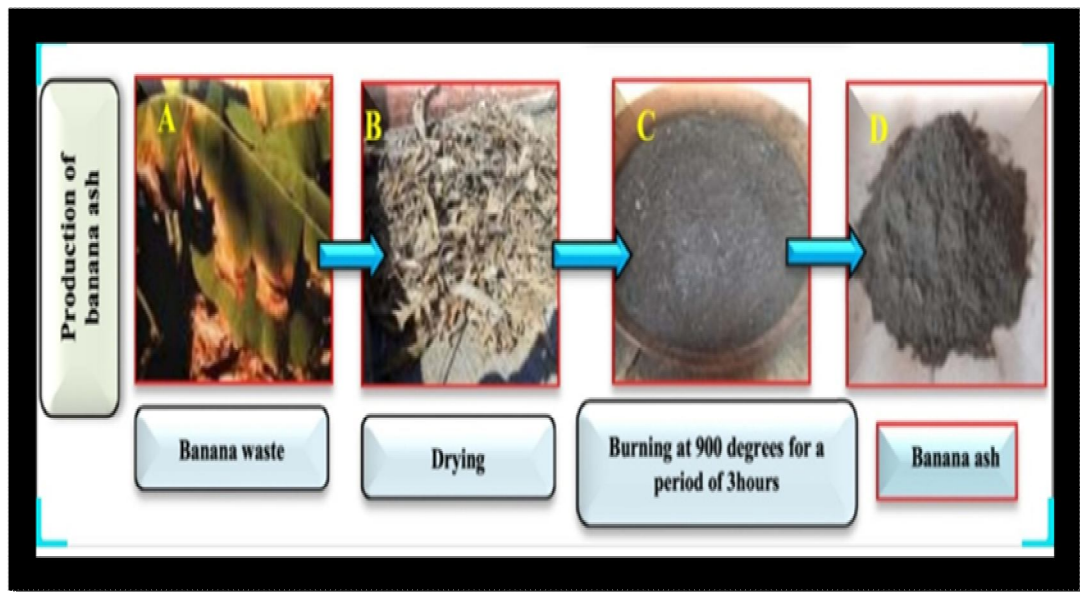 Production of
banana ash
A
B
C
D
Banana waste
Drying
Burning at 900 degrees for a
period of 3hours
Banana ash